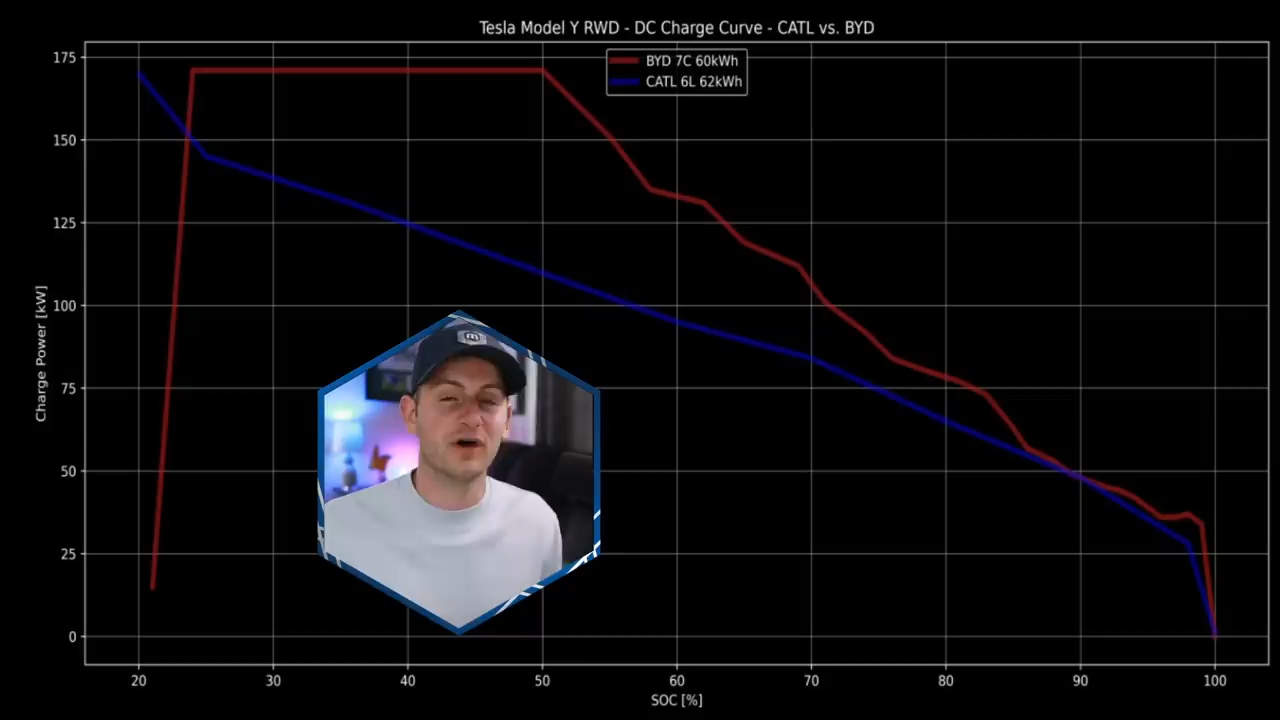 Tesla Model Y RWD - DC Charge Curve - CATL vs. BYD
BYD 7C 60kWh
CATL 6L 62kWh
Charge Power [kW]
175
150
125
100
75
50
25
0
20 30 40 50 60 70 80 90 100
SOC [%]
m